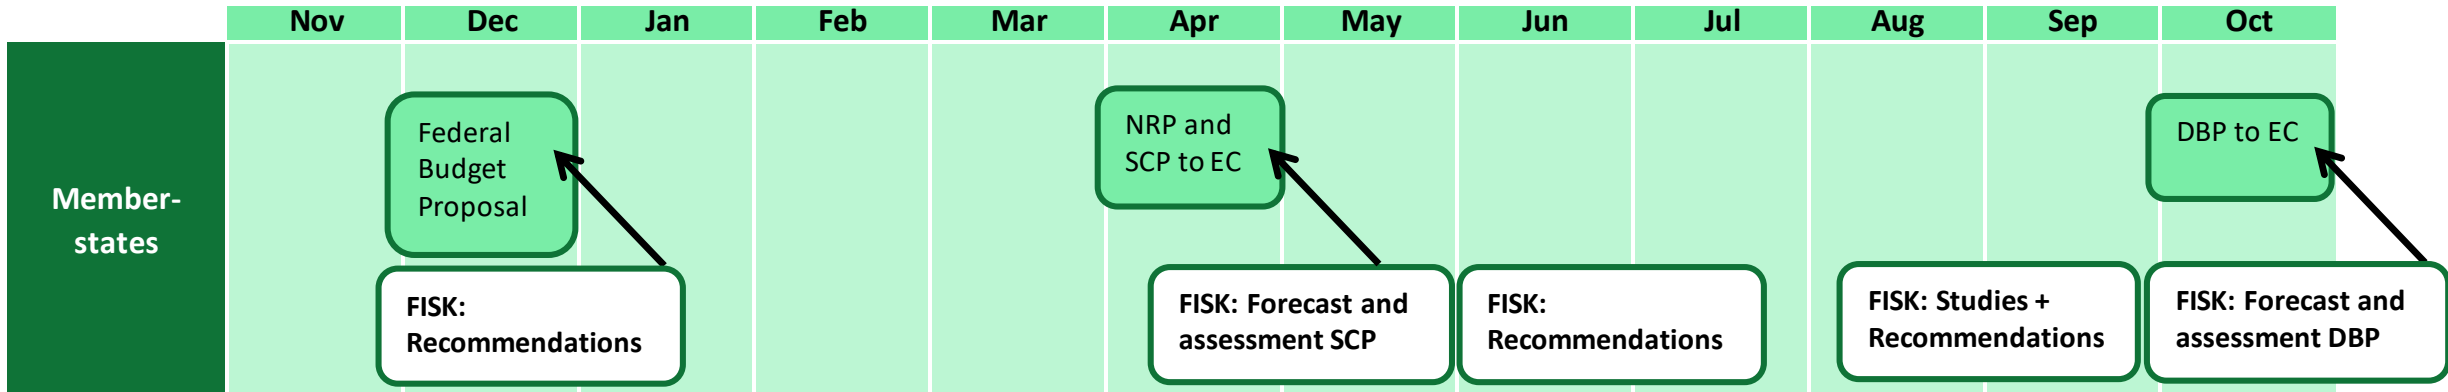 Nov Dec Jan Feb Mar Apr May Jun Jul Aug Sep Oct
Member-
states
Federal
Budget
Proposal
NRP and
SCP to EC
DBP to EC
FISK:
Recommendations
FISK: Forecast and
assessment SCP
FISK:
Recommendations
FISK: Studies +
Recommendations
FISK: Forecast and
assessment DBP